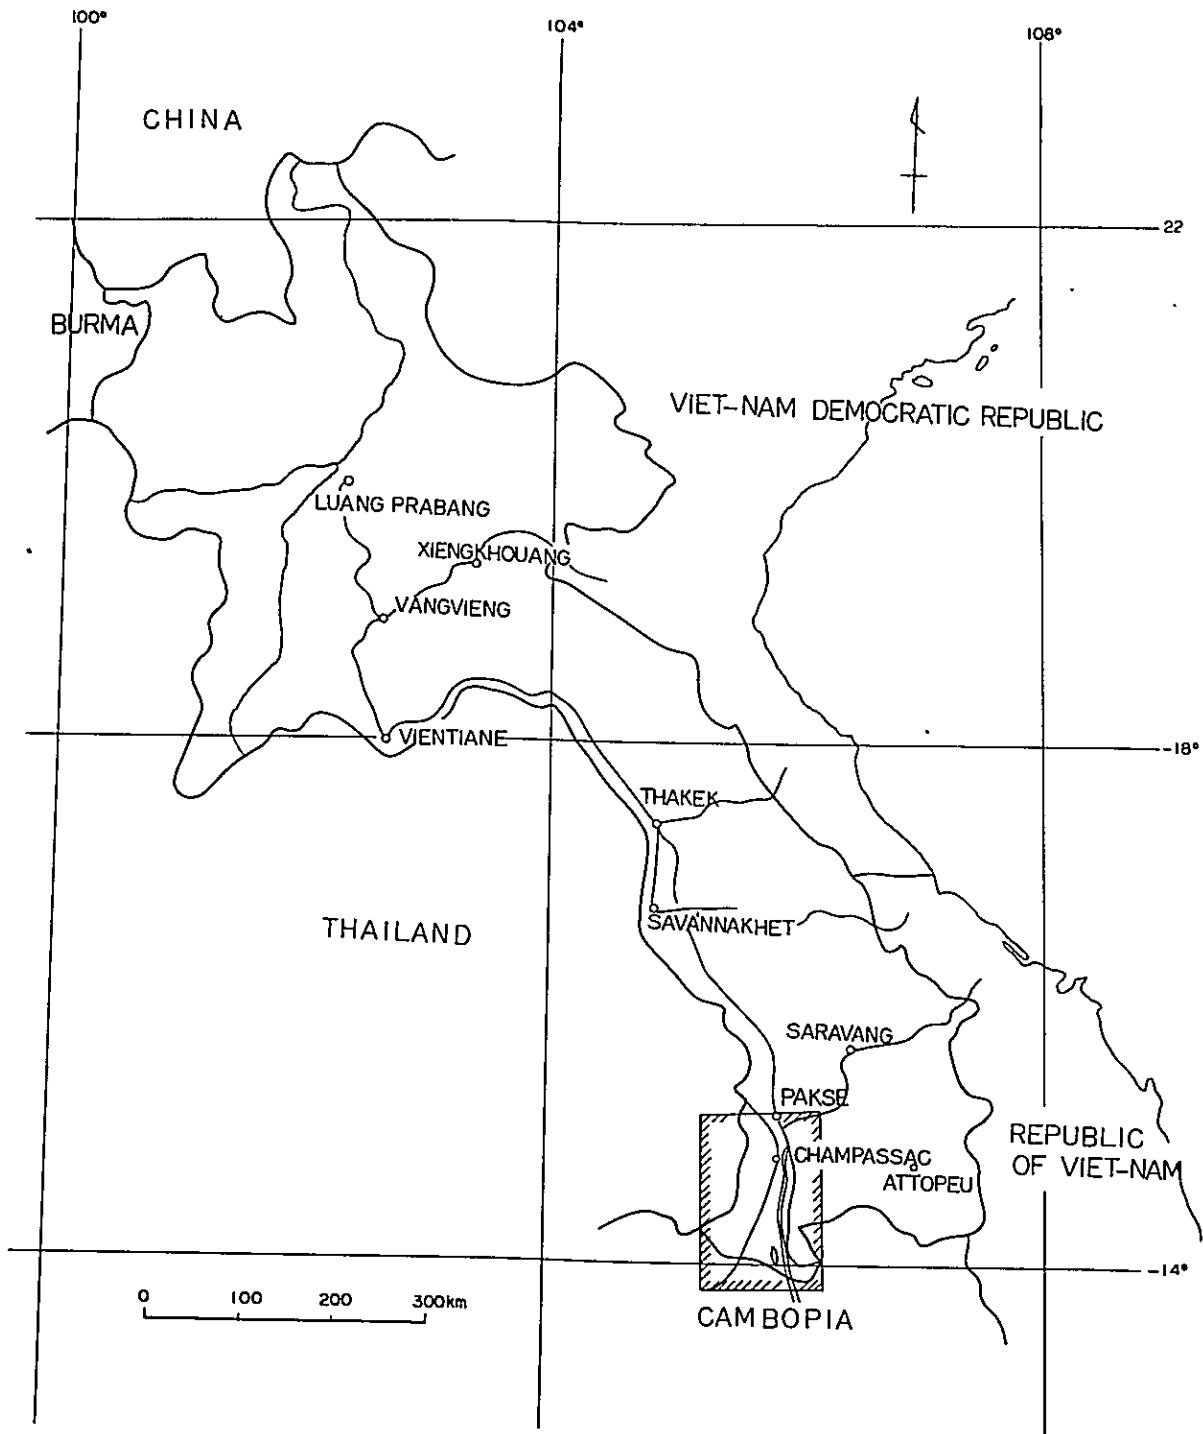 100°
104°
108°
CHINA
22
BURMA
VIET-NAM DEMOCRATIC REPUBLIC
LUANG PRABANG
XIENGKHOUANG
VANGVIENG
VIENTIANE
-18°
THAKEK
SAVANNAKHET
THAILAND
SARAVANG
PAKSE
REPUBLIC
OF VIET-NAM
CHAMPASSAC
ATTOPEU
-14°
0 100 200 300km
CAMBOPIA